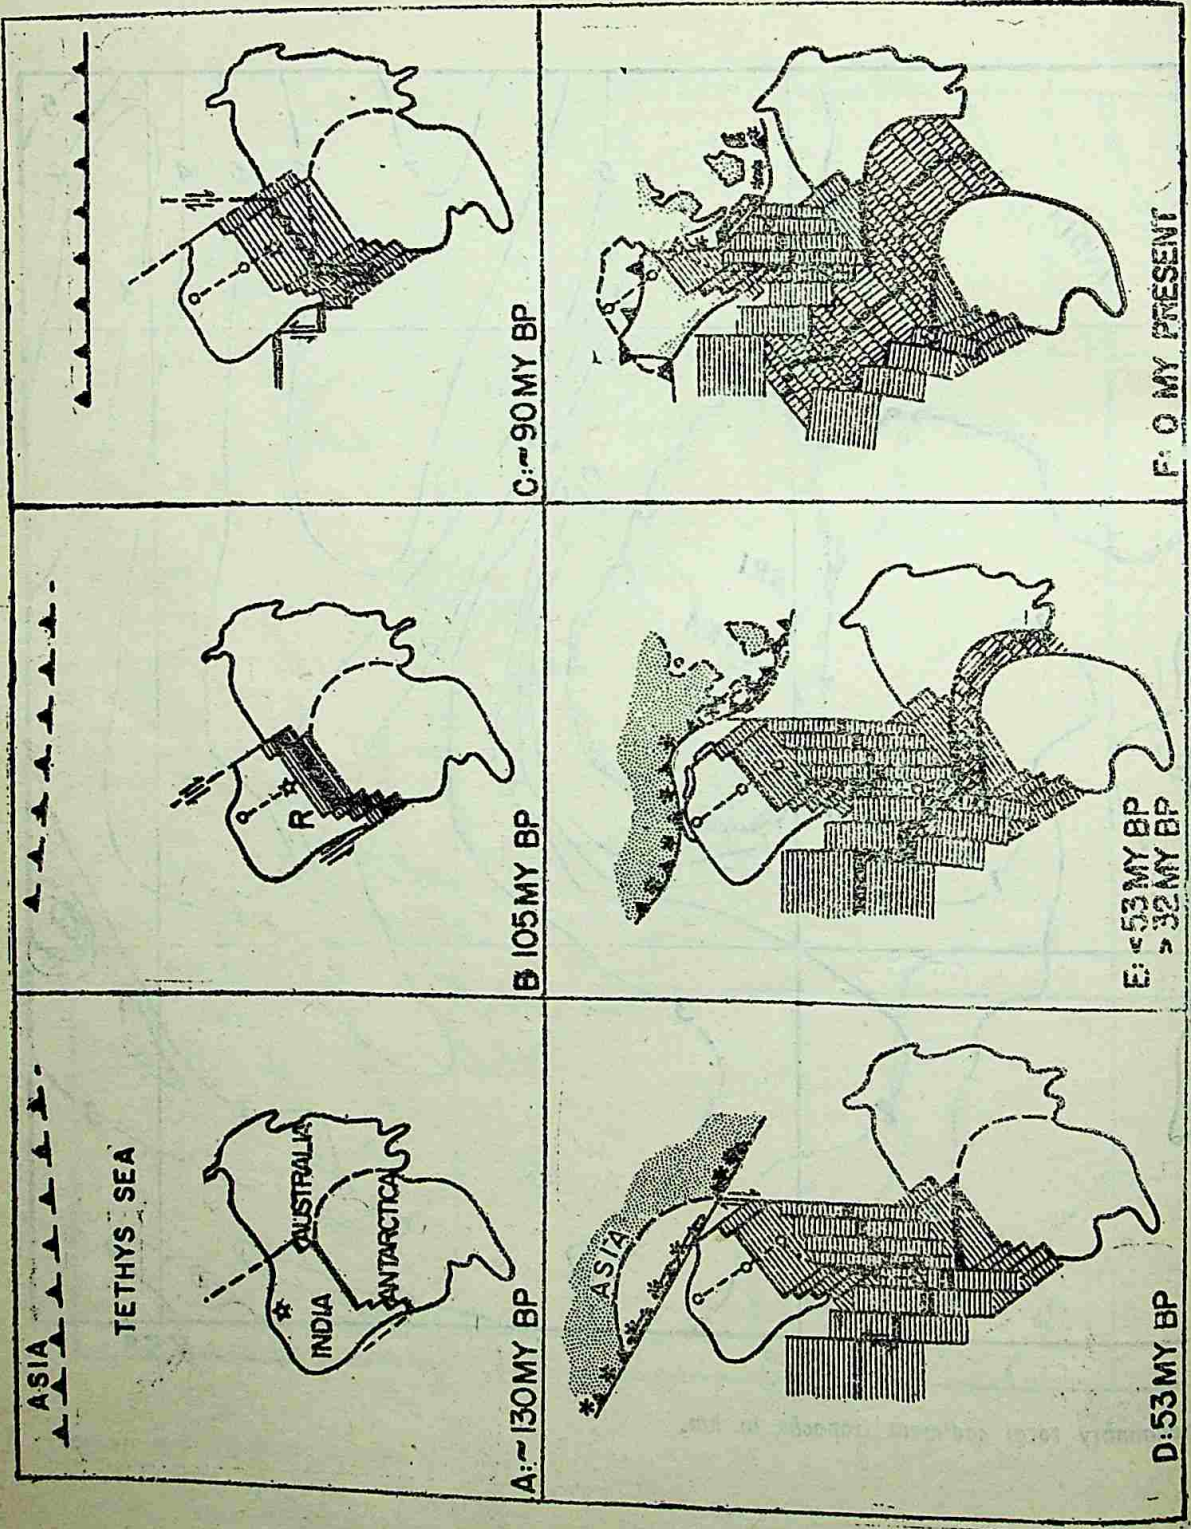 ASIA
TETHYS SEA
INDIA
AUSTRALIA
ANTARCTICA
A:~130MY BP
R
B 105MY BP
C:~90MY BP
ASIA
D:53MY BP
E: <53MY BP
>32MY BP
F: 0 MY PRESENT